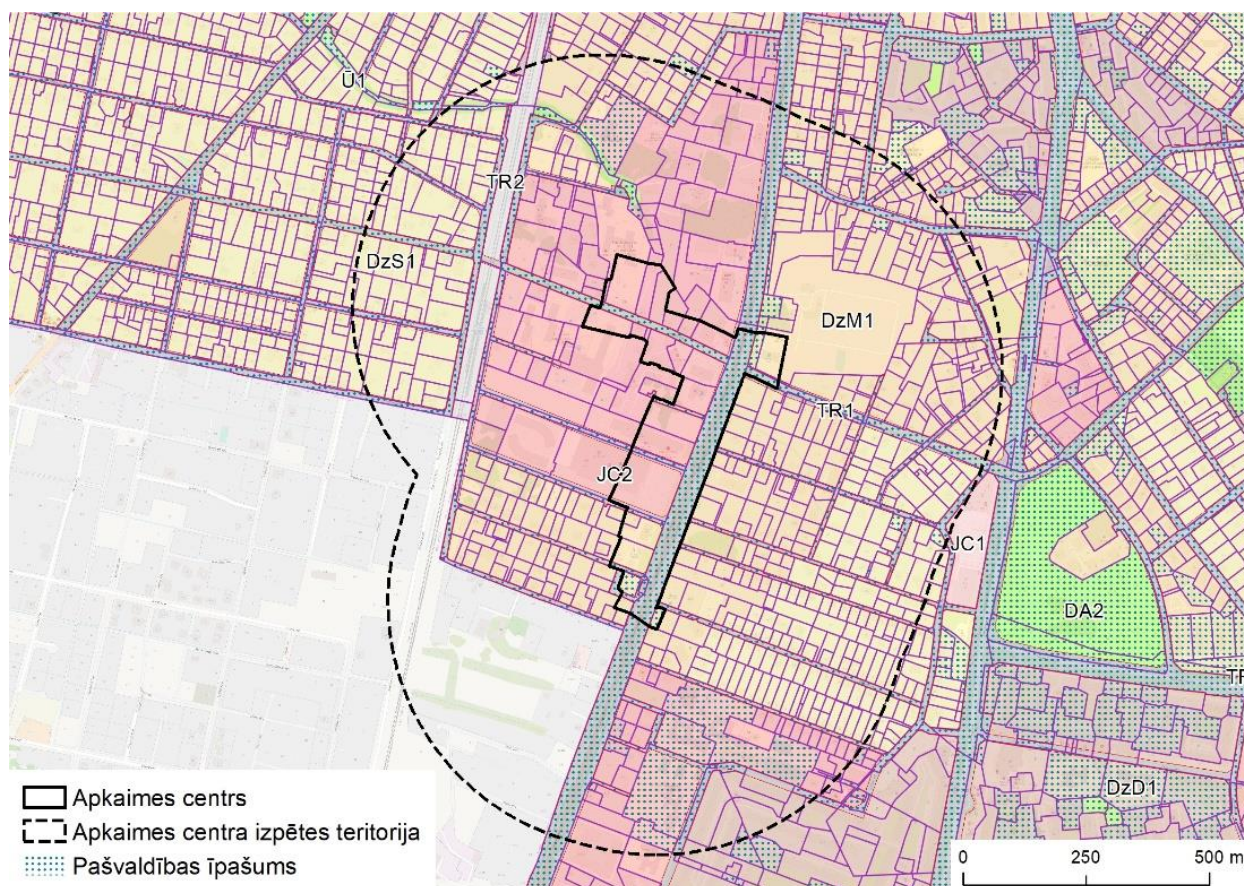 Ū1
TR2
DzS1
DzM1
TR1
JC2
JC1
DA2
TR
DzD1
Apkaimes centrs
Apkaimes centra izpētes teritorija
Pašvaldības īpašums
0 250 500 m